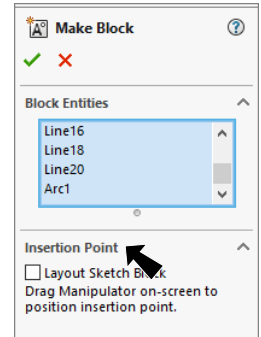 Make Block
Block Entities
Line16
Line18
Line20
Arc1
Insertion Point
Layout Sketch Block
Drag Manipulator on-screen to
position insertion point.